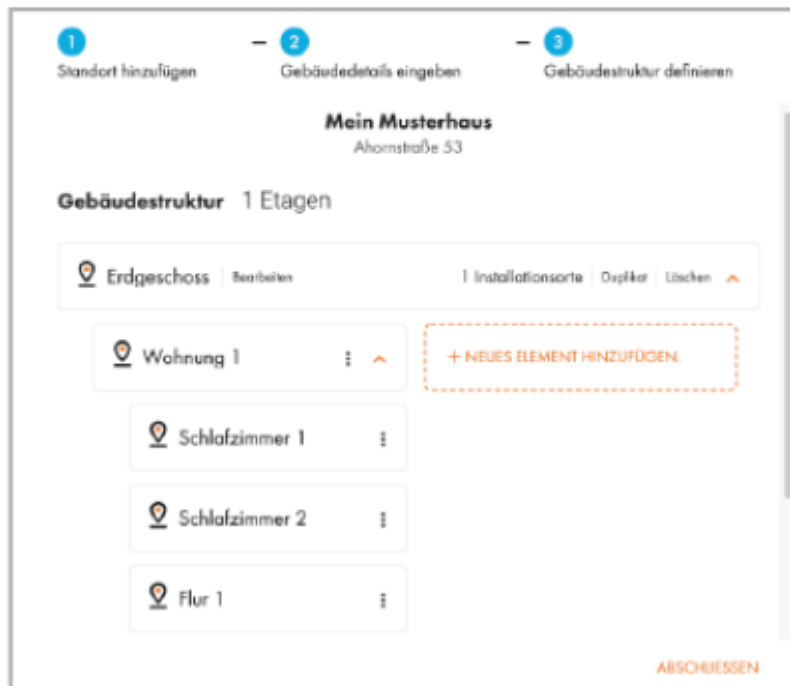 1 – 2 – 3
Standort hinzufügen Gebäudedetails eingeben Gebäudestruktur definieren
Mein Musterhaus
Ahornstraße 53
Gebäudestruktur 1 Etagen
Erdgeschoss | Bearbeiten 1 Installationsorte | Duplikat | Löschen
Wohnung 1 + NEUES ELEMENT HINZUFÜGEN.
Schlafzimmer 1
Schlafzimmer 2
Flur 1
ABSCHLIESSEN